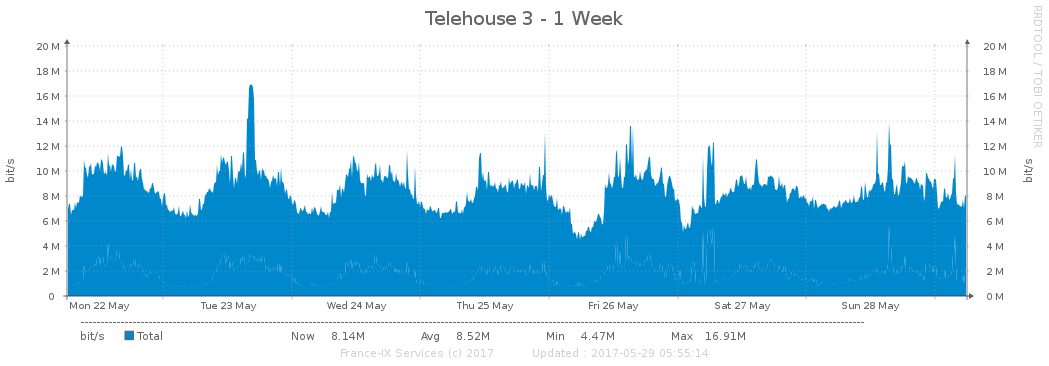 Telehouse 3 - 1 Week
RRDTOOL / TOBI OETIKER
bit/s
20 M 20 M
18 M 18 M
16 M 16 M
14 M 14 M
12 M 12 M
10 M 10 M
8 M 8 M
6 M 6 M
4 M 4 M
2 M 2 M
0 0 M
bit/s
Mon 22 May Tue 23 May Wed 24 May Thu 25 May Fri 26 May Sat 27 May Sun 28 May
bit/s Total Now 8.14M Avg 8.52M Min 4.47M Max 16.91M
France-IX Services (c) 2017 Updated : 2017-05-29 05:55:14